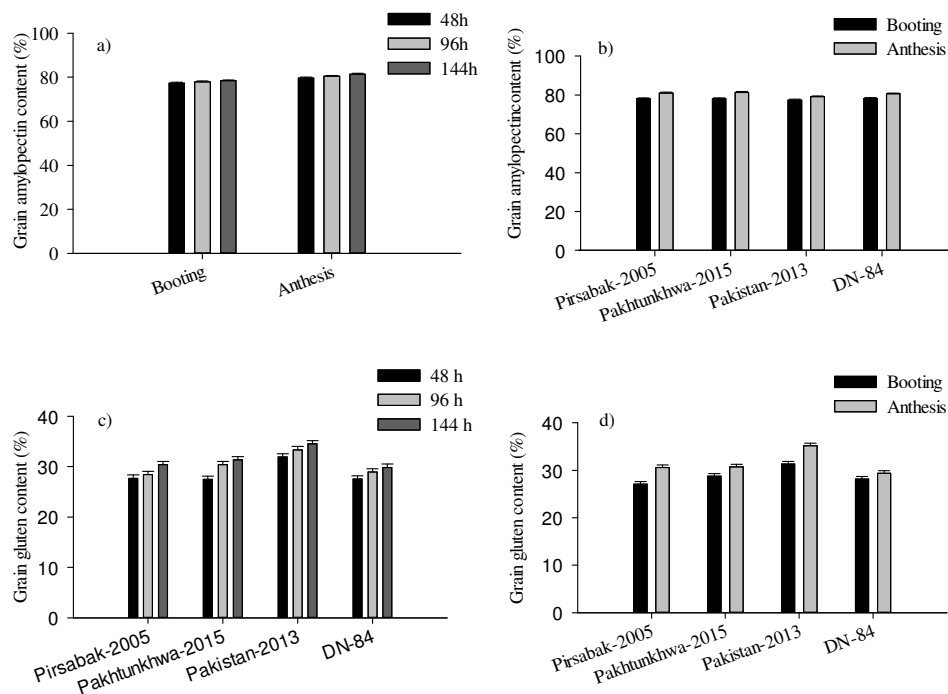 a)
48h
96h
144h
Grain amylopectin content (%)
100
80
60
40
20
0
Booting
Anthesis
b)
Booting
Anthesis
Grain amylopectincontent (%)
100
80
60
40
20
0
Pirsabak-2005
Pakhtunkhwa-2015
Pakistan-2013
DN-84
c)
48 h
96 h
144 h
Grain gluten content (%)
40
30
20
10
0
Pirsabak-2005
Pakhtunkhwa-2015
Pakistan-2013
DN-84
d)
Booting
Anthesis
Grain gluten content (%)
40
30
20
10
0
Pirsabak-2005
Pakhtunkhwa-2015
Pakistan-2013
DN-84